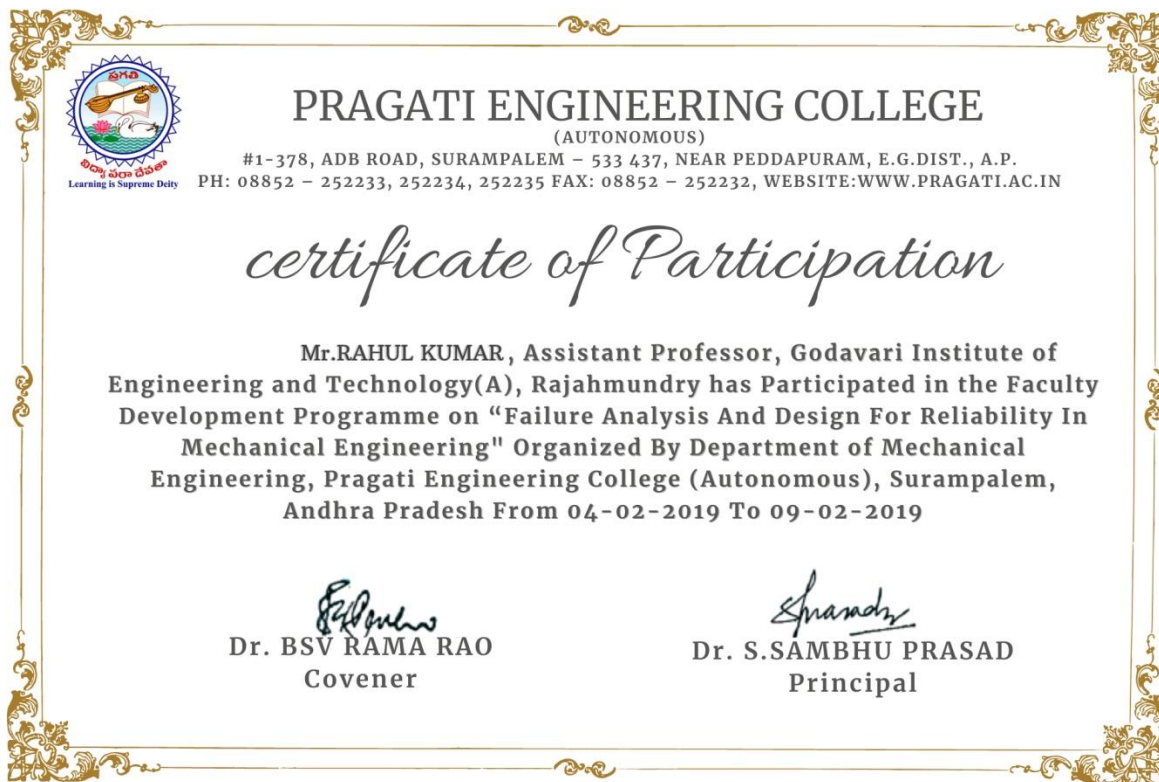 ప్రగతి
విద్యా పరా దేవతా
Learning is Supreme Deity
PRAGATI ENGINEERING COLLEGE
(AUTONOMOUS)
#1-378, ADB ROAD, SURAMPALEM – 533 437, NEAR PEDDAPURAM, E.G.DIST., A.P.
PH: 08852 – 252233, 252234, 252235 FAX: 08852 – 252232, WEBSITE:WWW.PRAGATI.AC.IN
certificate of Participation
Mr.RAHUL KUMAR, Assistant Professor, Godavari Institute of
Engineering and Technology(A), Rajahmundry has Participated in the Faculty
Development Programme on “Failure Analysis And Design For Reliability In
Mechanical Engineering" Organized By Department of Mechanical
Engineering, Pragati Engineering College (Autonomous), Surampalem,
Andhra Pradesh From 04-02-2019 To 09-02-2019
Dr. BSV RAMA RAO
Covener
Dr. S.SAMBHU PRASAD
Principal